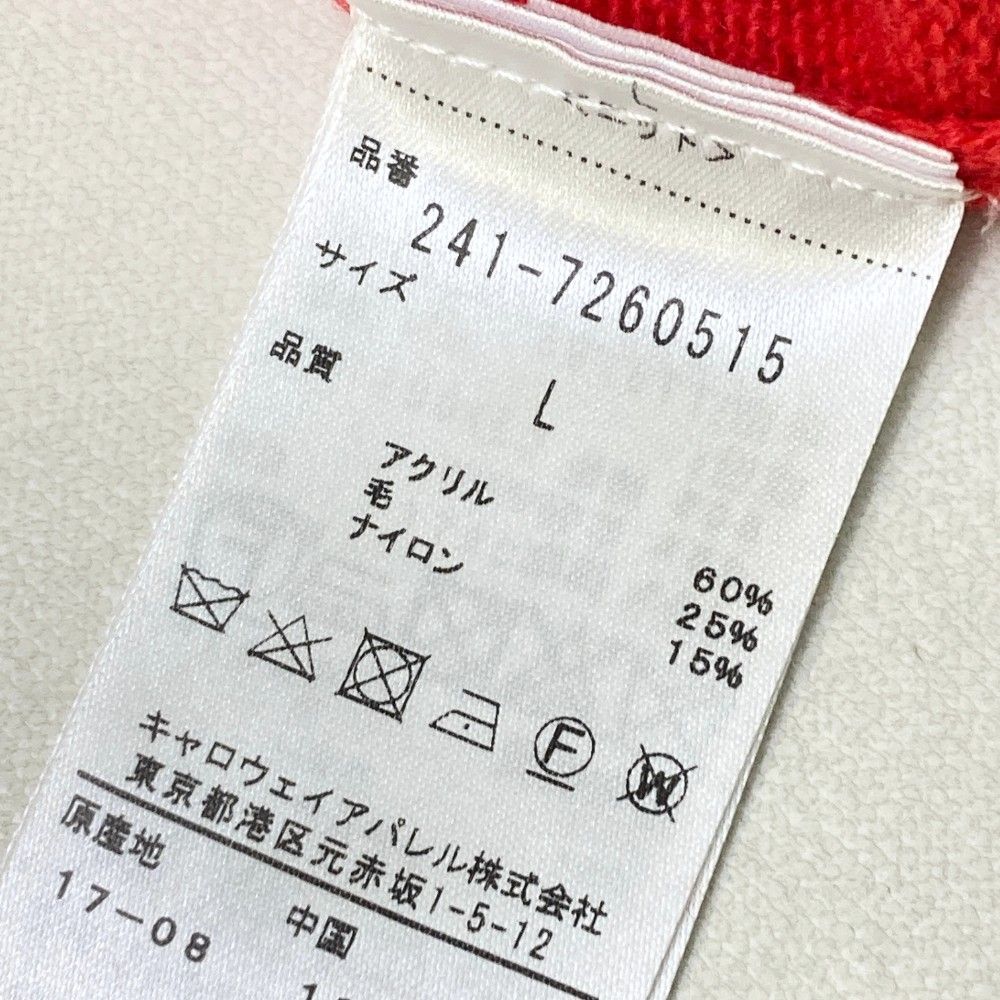 品番
241-7260515
サイズ
L
品質
アクリル 60%
毛 25%
ナイロン 15%
F
W
キャロウェイアパレル株式会社
東京都港区元赤坂1-5-12
原産地
中国
17-08